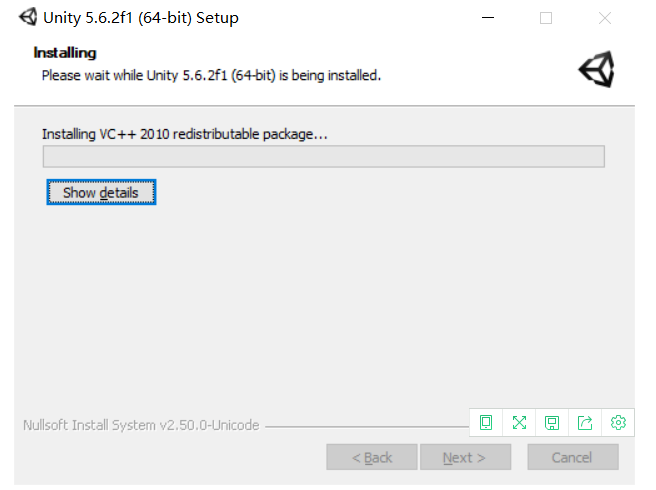 Unity 5.6.2f1 (64-bit) Setup
Installing
Please wait while Unity 5.6.2f1 (64-bit) is being installed.
Installing VC++ 2010 redistributable package...
Show details
Nullsoft Install System v2.50.0-Unicode
< Back Next > Cancel